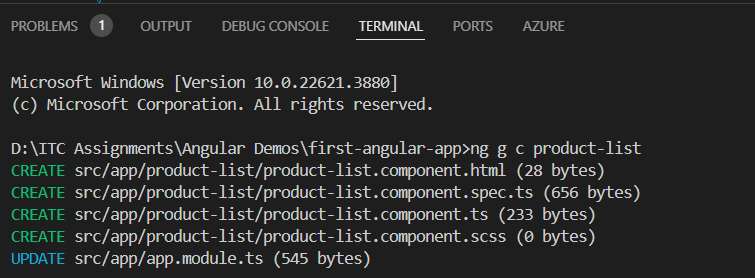 PROBLEMS 1 OUTPUT DEBUG CONSOLE TERMINAL PORTS AZURE
Microsoft Windows [Version 10.0.22621.3880]
(c) Microsoft Corporation. All rights reserved.
D:\ITC Assignments\Angular Demos\first-angular-app>ng g c product-list
CREATE src/app/product-list/product-list.component.html (28 bytes)
CREATE src/app/product-list/product-list.component.spec.ts (656 bytes)
CREATE src/app/product-list/product-list.component.ts (233 bytes)
CREATE src/app/product-list/product-list.component.scss (0 bytes)
UPDATE src/app/app.module.ts (545 bytes)